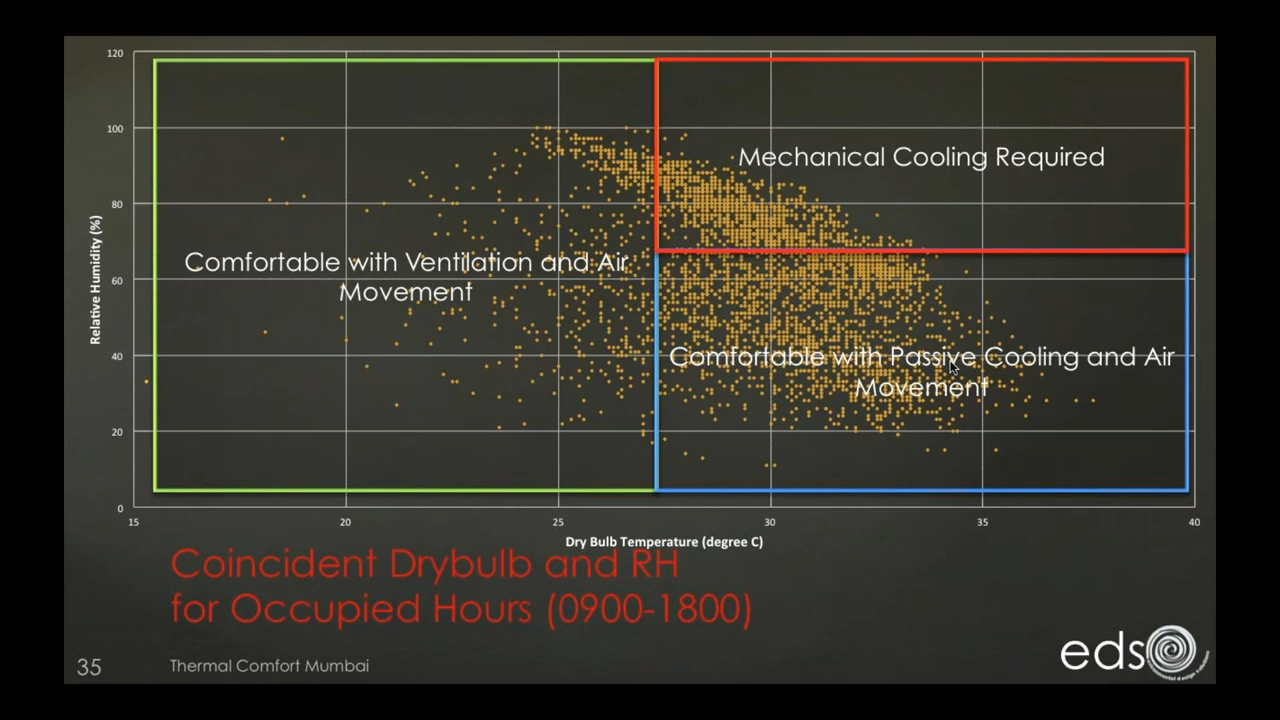 120
100
80
60
40
20
0
Relative Humidity (%)
Mechanical Cooling Required
Comfortable with Ventilation and Air
Movement
Comfortable with Passive Cooling and Air
Movement
15
20
25
30
35
40
Dry Bulb Temperature (degree C)
Coincident Drybulb and RH
for Occupied Hours (0900-1800)
35
Thermal Comfort Mumbai
eds